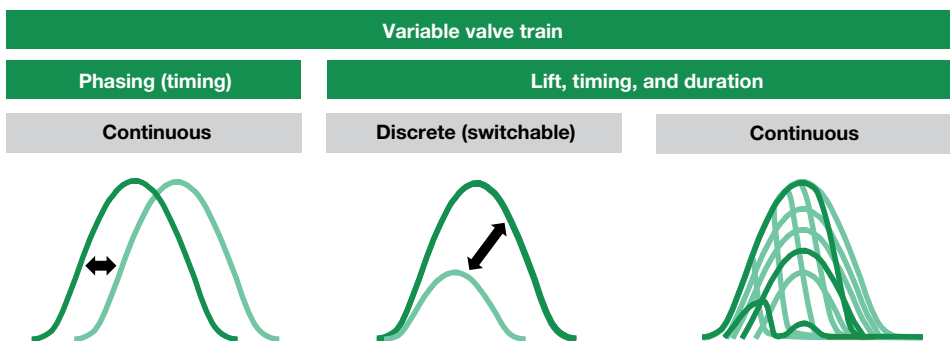 Variable valve train
Phasing (timing)
Lift, timing, and duration
Continuous
Discrete (switchable)
Continuous